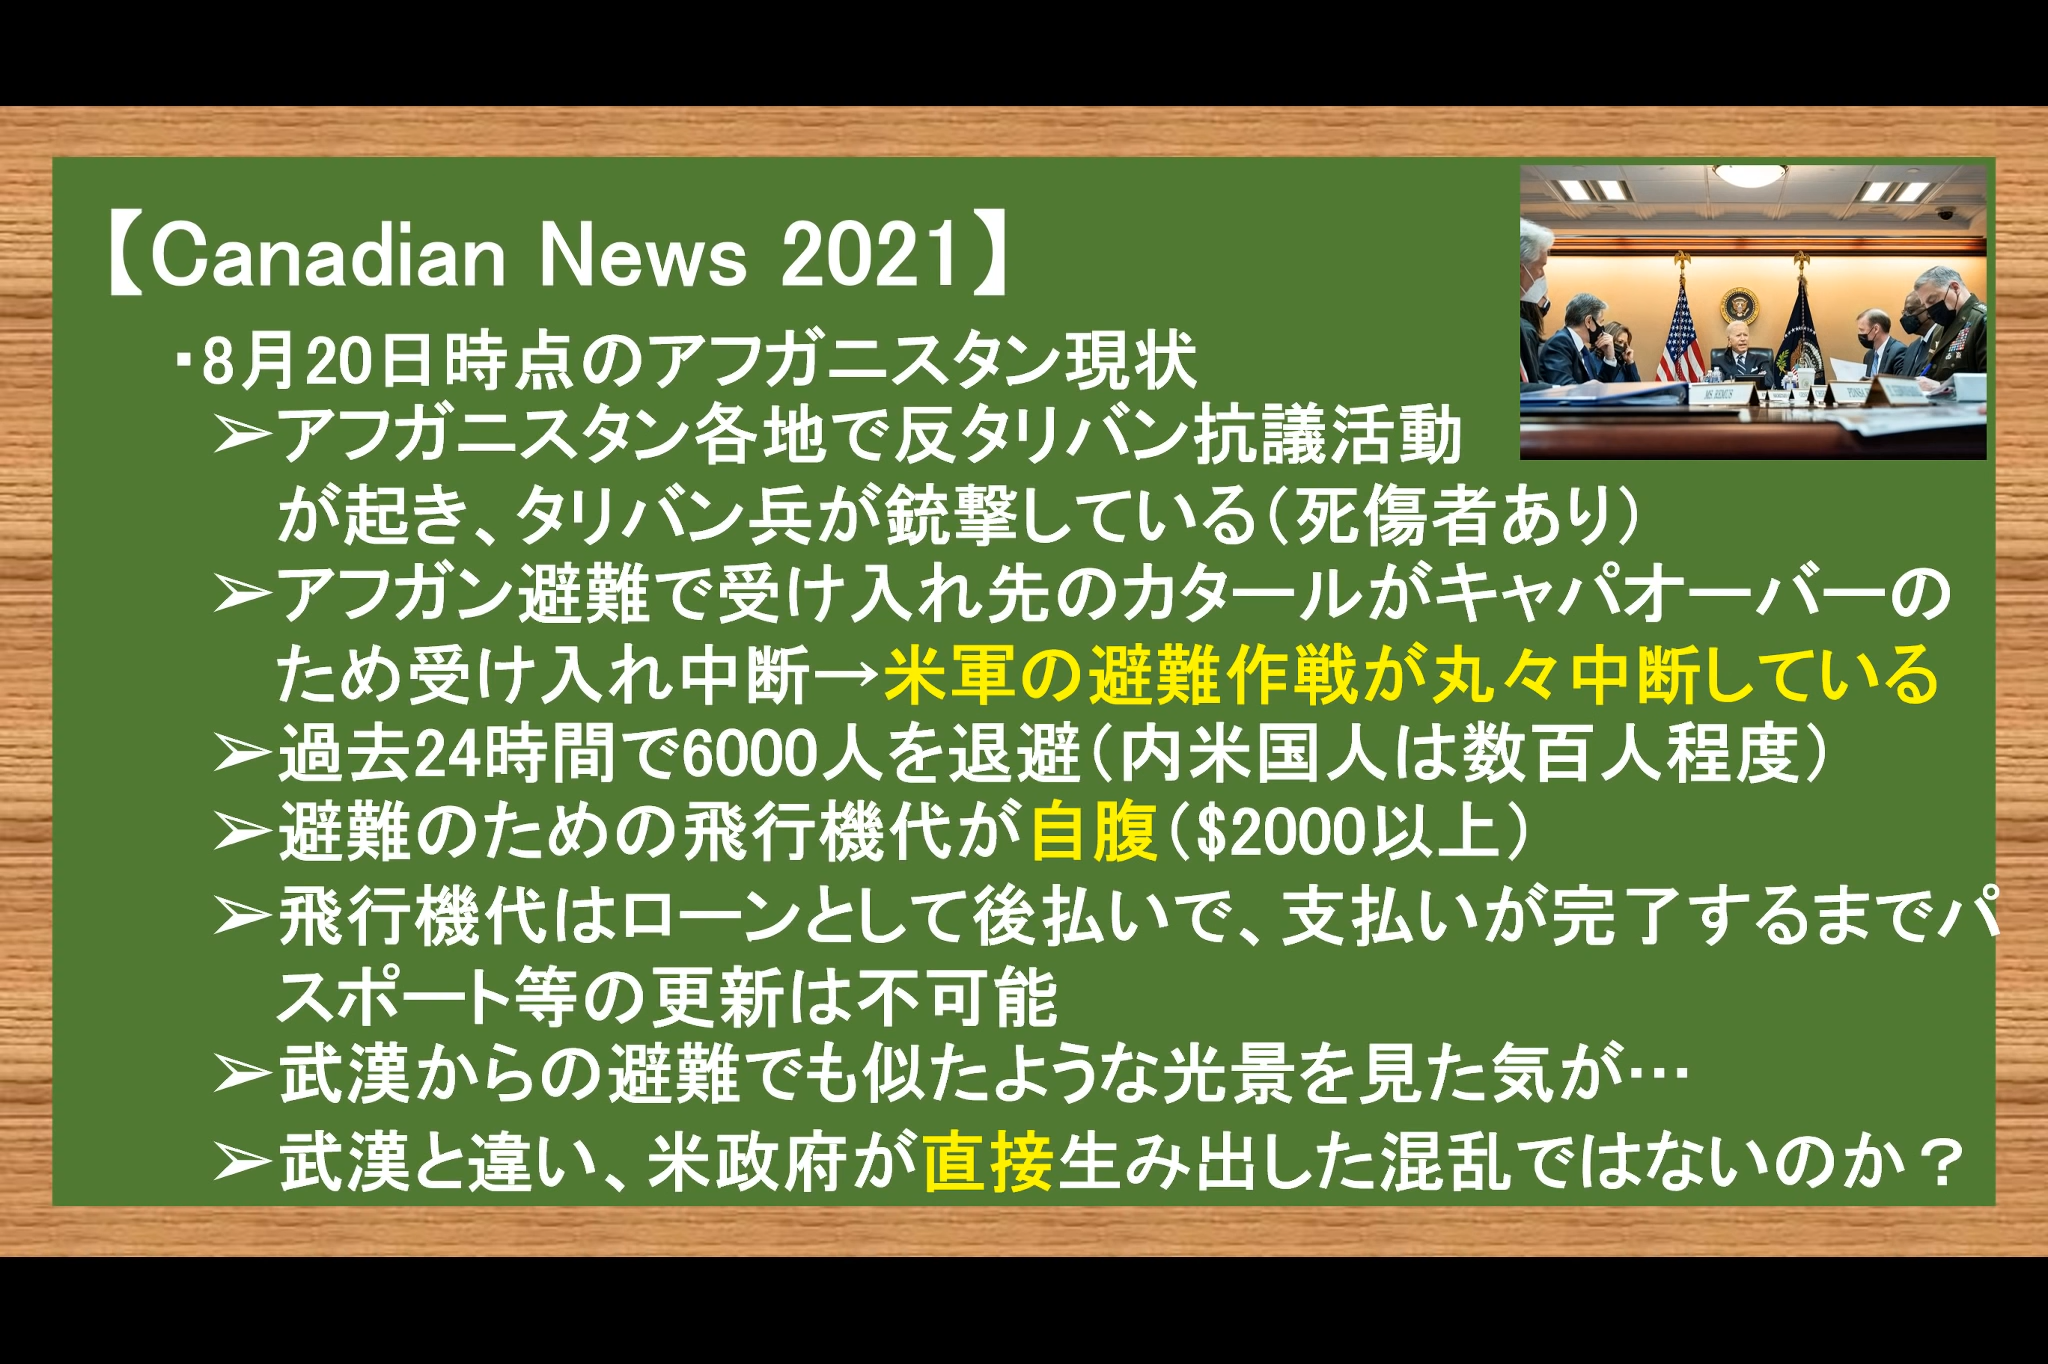 【Canadian News 2021】
・8月20日時点のアフガニスタン現状
➢アフガニスタン各地で反タリバン抗議活動
が起き、タリバン兵が銃撃している（死傷者あり）
➢アフガン避難で受け入れ先のカタールがキャパオーバーの
ため受け入れ中断→米軍の避難作戦が丸々中断している
➢過去24時間で6000人を退避（内米国人は数百人程度）
➢避難のための飛行機代が自腹（$2000以上）
➢飛行機代はローンとして後払いで、支払いが完了するまでパ
スポート等の更新は不可能
➢武漢からの避難でも似たような光景を見た気が…
➢武漢と違い、米政府が直接生み出した混乱ではないのか？